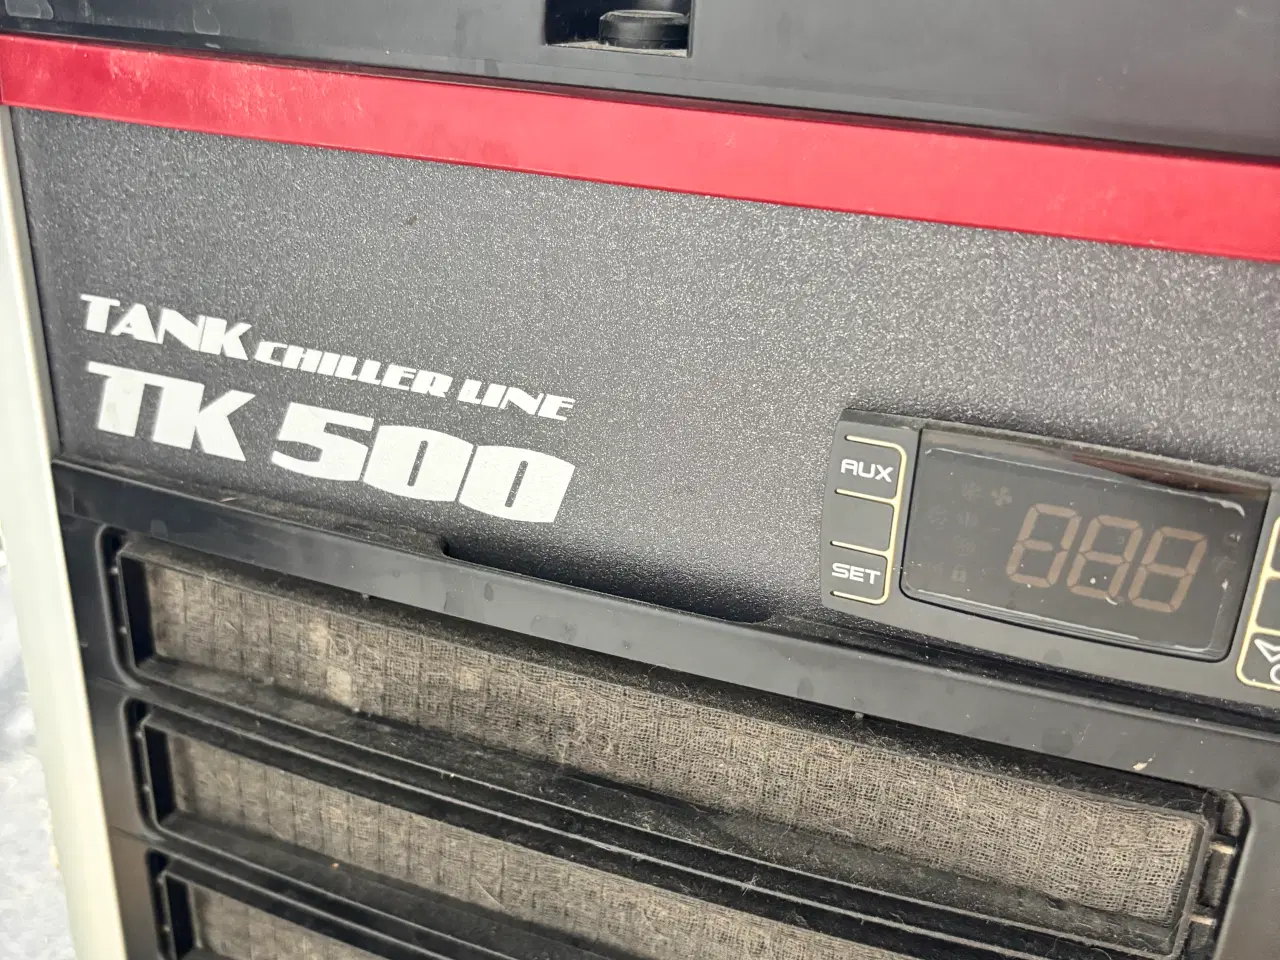 TANK CHILLER LINE
TK 500
AUX
SET